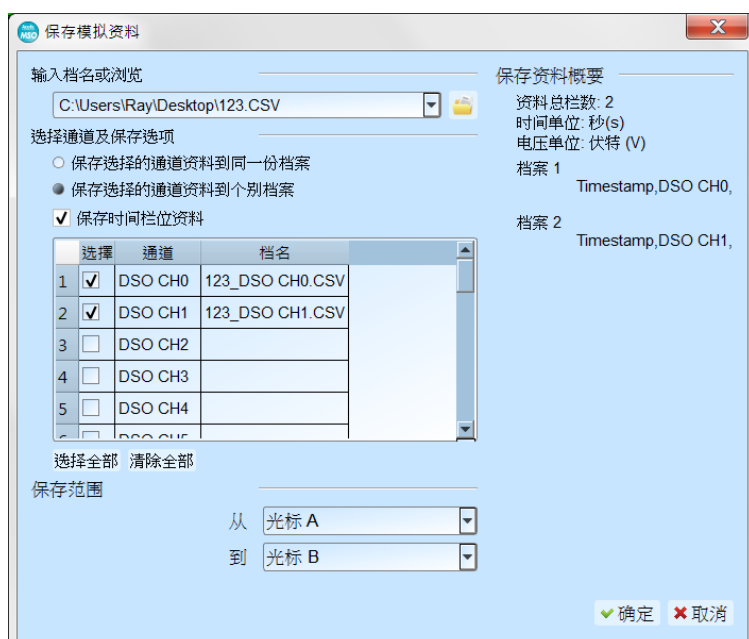 保存模拟资料
输入档名或浏览
C:\Users\Ray\Desktop\123.CSV
选择通道及保存选项
保存选择的通道资料到同一份档案
保存选择的通道资料到个别档案
保存时间栏位资料
选择 通道 档名
1 DSO CH0 123_DSO CH0.CSV
2 DSO CH1 123_DSO CH1.CSV
3 DSO CH2
4 DSO CH3
5 DSO CH4
选择全部 清除全部
保存范围
从 光标 A
到 光标 B
保存资料概要
资料总栏数: 2
时间单位: 秒(s)
电压单位: 伏特 (V)
档案 1
Timestamp,DSO CH0,
档案 2
Timestamp,DSO CH1,
确定 取消